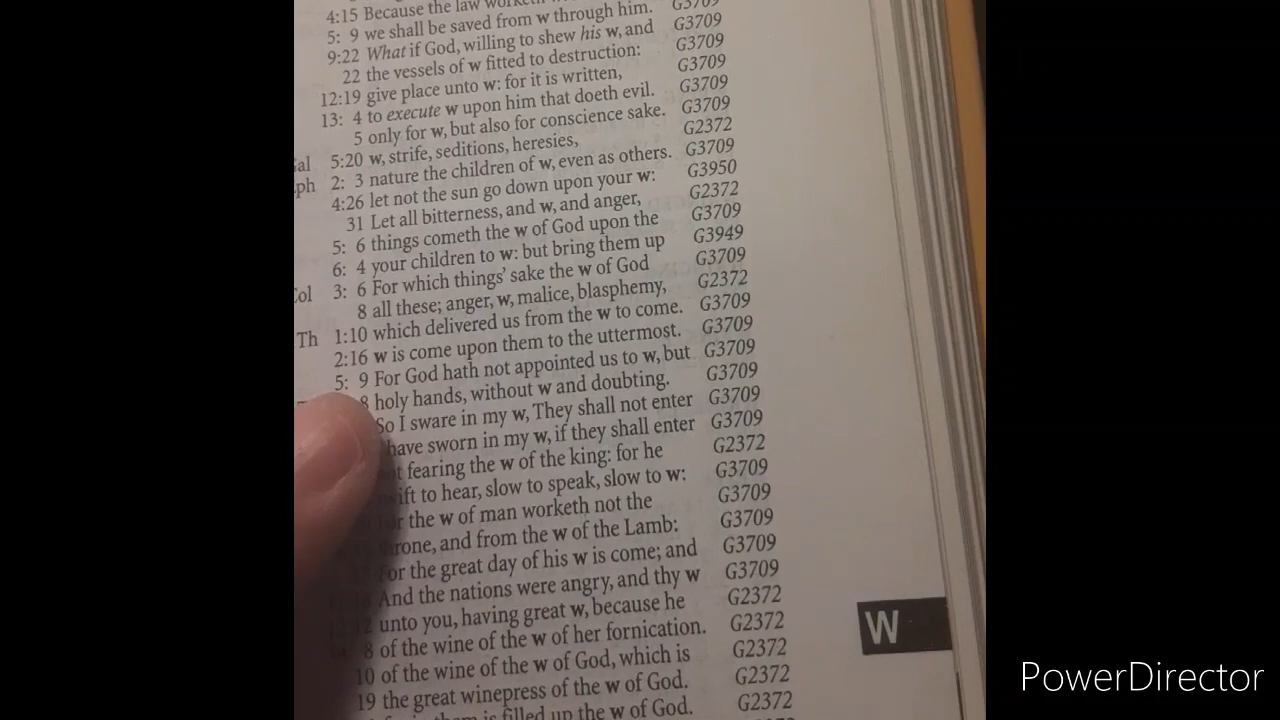 4:15 Because the law worketh
5: 9 we shall be saved from w through him. G3709
9:22 What if God, willing to shew his w, and G3709
22 the vessels of w fitted to destruction: G3709
12:19 give place unto w: for it is written, G3709
13: 4 to execute w upon him that doeth evil. G3709
5 only for w, but also for conscience sake. G3709
al 5:20 w, strife, seditions, heresies, G2372
ph 2: 3 nature the children of w, even as others. G3709
4:26 let not the sun go down upon your w: G3950
31 Let all bitterness, and w, and anger, G2372
5: 6 things cometh the w of God upon the G3709
6: 4 your children to w: but bring them up G3949
Col 3: 6 For which things' sake the w of God G3709
8 all these; anger, w, malice, blasphemy, G2372
Th 1:10 which delivered us from the w to come. G3709
2:16 w is come upon them to the uttermost. G3709
5: 9 For God hath not appointed us to w, but G3709
8 holy hands, without w and doubting. G3709
So I sware in my w, They shall not enter G3709
have sworn in my w, if they shall enter G3709
fearing the w of the king: for he G2372
ift to hear, slow to speak, slow to w: G3709
the w of man worketh not the G3709
rone, and from the w of the Lamb: G3709
or the great day of his w is come; and G3709
And the nations were angry, and thy w G3709
12 unto you, having great w, because he G2372
8 of the wine of the w of her fornication. G2372
10 of the wine of the w of God, which is G2372
19 the great winepress of the w of God. G2372
is filled up the w of God. G2372
W
PowerDirector